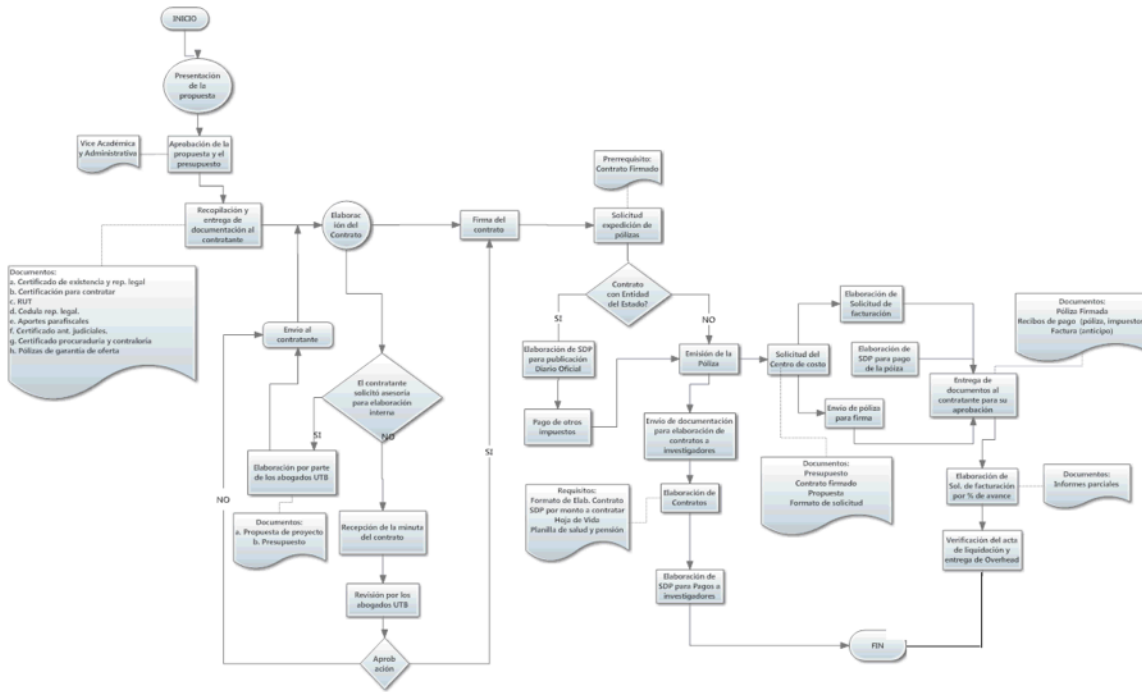 INICIO
Presentación
de la
propuesta
Vice Académica
y Administrativa
Aprobación de la
propuesta y el
presupuesto
Recopilación y
entrega de
documentación al
contratante
Documentos:
a. Certificado de existencia y rep. legal
b. Certificación para contratar
c. RUT
d. Cedula rep. legal.
e. Aportes parafiscales
f. Certificado ant. judiciales.
g. Certificado procuraduria y contraloria
h. Pólizas de garantía de oferta
Elaborac
ión del
Contrato
Envío al
contratante
El contratante
solicitó asesoría
para elaboración
interna
SI
NO
Elaboración por parte
de los abogados UTB
Documentos:
a. Propuesta de proyecto
b. Presupuesto
Recepción de la minuta
del contrato
Revisión por los
abogados UTB
Aprob
ación
NO
SI
Firma del
contrato
Prerrequisito:
Contrato Firmado
Solicitud
expedición de
pólizas
Contrato
con Entidad
del Estado?
SI
NO
Elaboración de SDP
para publicación
Diario Oficial
Pago de otros
impuestos
Emisión de la
Póliza
Envío de documentación
para elaboración de
contratos a
investigadores
Requisitos:
Formato de Elab. Contrato
SDP por monto a contratar
Hoja de Vida
Planilla de salud y pensión
Elaboración de
Contratos
Elaboración de
SDP para Pagos a
investigadores
Solicitud del
Centro de costo
Documentos:
Presupuesto
Contrato firmado
Propuesta
Formato de solicitud
Elaboración de
Solicitud de
facturación
Elaboración de
SDP para pago
de la póiza
Envío de póliza
para firma
Documentos:
Póliza Firmada
Recibos de pago (póliza, impuestos)
Factura (anticipo)
Entrega de
documentos al
contratante para su
aprobación
Elaboración de
Sol. de facturación
por % de avance
Documentos:
Informes parciales
Verificación del acta
de liquidación y
entrega de Overhead
FIN